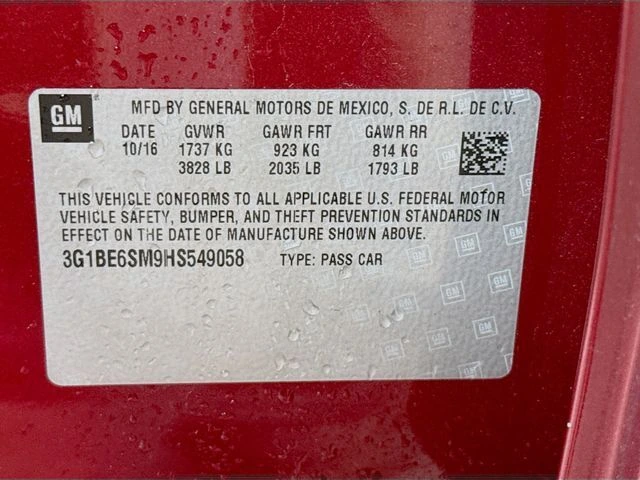 GM MFD BY GENERAL MOTORS DE MEXICO, S. DE R.L. DE C.V.
DATE GVWR GAWR FRT GAWR RR
10/16 1737 KG 923 KG 814 KG
3828 LB 2035 LB 1793 LB
THIS VEHICLE CONFORMS TO ALL APPLICABLE U.S. FEDERAL MOTOR
VEHICLE SAFETY, BUMPER, AND THEFT PREVENTION STANDARDS IN
EFFECT ON THE DATE OF MANUFACTURE SHOWN ABOVE.
3G1BE6SM9HS549058 TYPE: PASS CAR